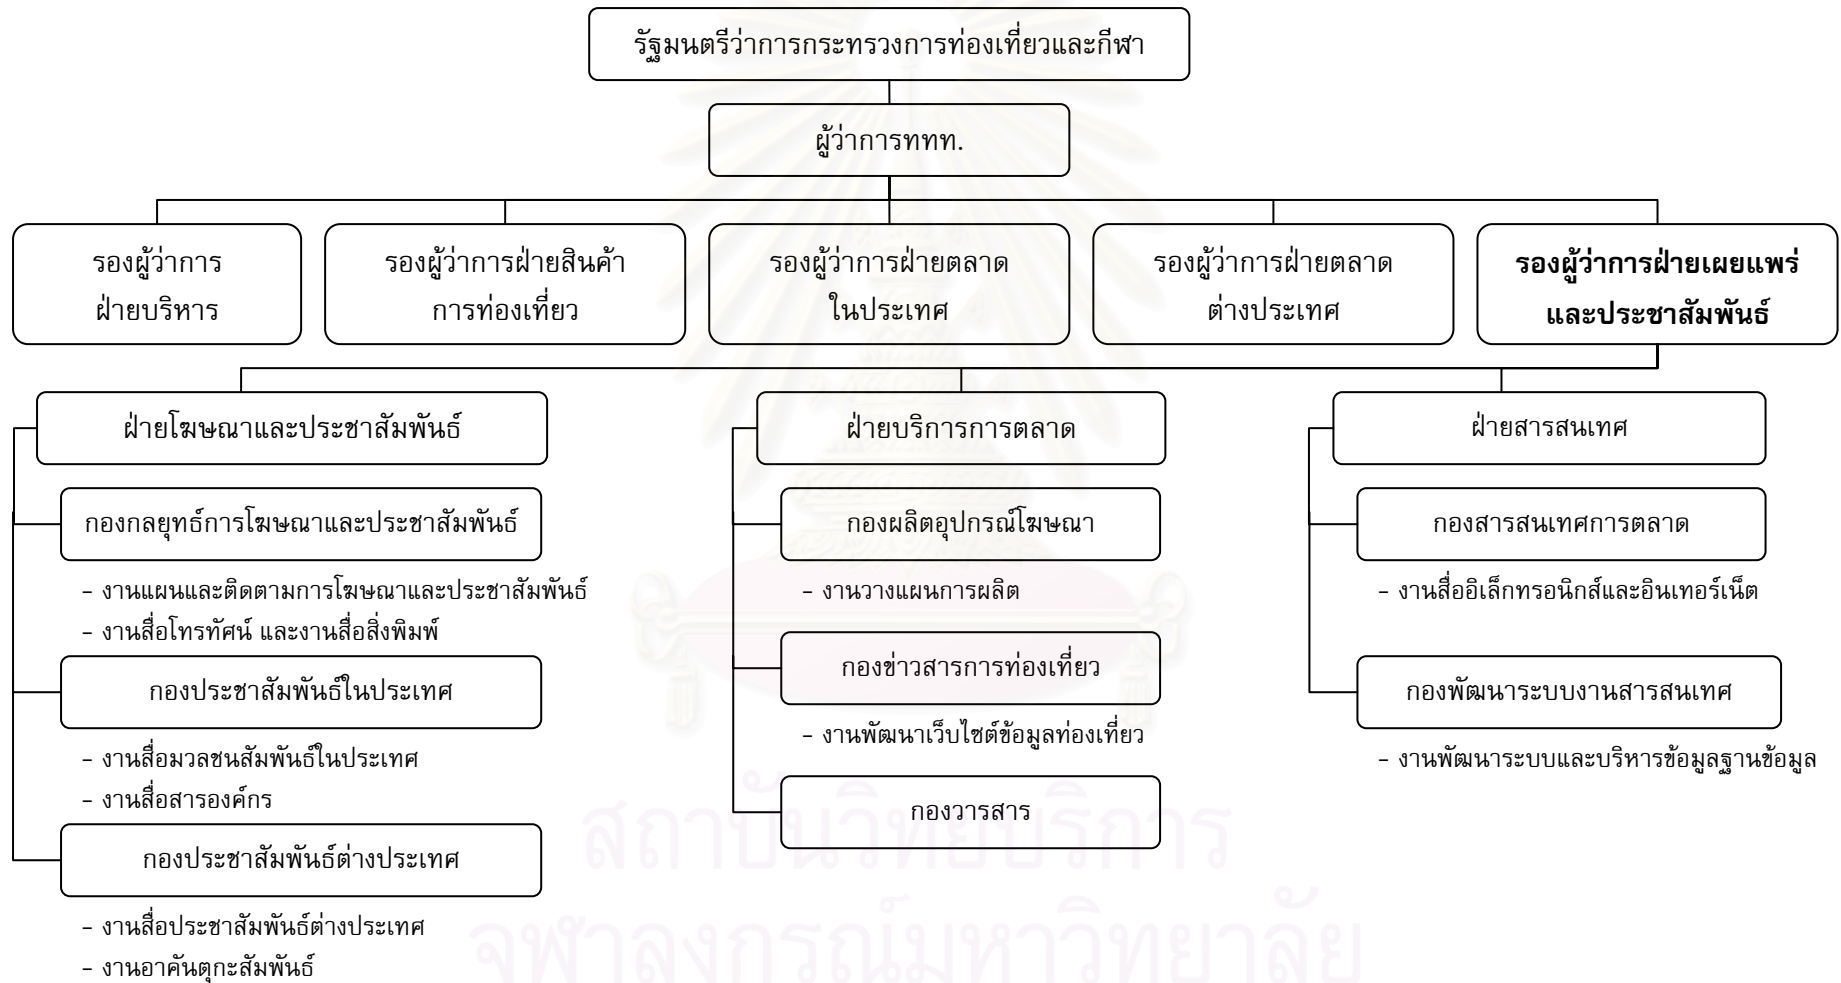 รัฐมนตรีว่าการกระทรวงการท่องเที่ยวและกีฬา
ผู้ว่าการททท.
รองผู้ว่าการ
ฝ่ายบริหาร
รองผู้ว่าการฝ่ายสินค้า
การท่องเที่ยว
รองผู้ว่าการฝ่ายตลาด
ในประเทศ
รองผู้ว่าการฝ่ายตลาด
ต่างประเทศ
รองผู้ว่าการฝ่ายเผยแพร่
และประชาสัมพันธ์
ฝ่ายโฆษณาและประชาสัมพันธ์
กองกลยุทธ์การโฆษณาและประชาสัมพันธ์
– งานแผนและติดตามการโฆษณาและประชาสัมพันธ์
– งานสื่อโทรทัศน์ และงานสื่อสิ่งพิมพ์
กองประชาสัมพันธ์ในประเทศ
– งานสื่อมวลชนสัมพันธ์ในประเทศ
– งานสื่อสารองค์กร
กองประชาสัมพันธ์ต่างประเทศ
– งานสื่อประชาสัมพันธ์ต่างประเทศ
– งานอาคันตุกะสัมพันธ์
ฝ่ายบริการการตลาด
กองผลิตอุปกรณ์โฆษณา
– งานวางแผนการผลิต
กองข่าวสารการท่องเที่ยว
– งานพัฒนาเว็บไซต์ข้อมูลท่องเที่ยว
กองวารสาร
ฝ่ายสารสนเทศ
กองสารสนเทศการตลาด
– งานสื่ออิเล็กทรอนิกส์และอินเทอร์เน็ต
กองพัฒนาระบบงานสารสนเทศ
– งานพัฒนาระบบและบริหารข้อมูลฐานข้อมูล
สถาบันวิทยบริการ
จุฬาลงกรณ์มหาวิทยาลัย